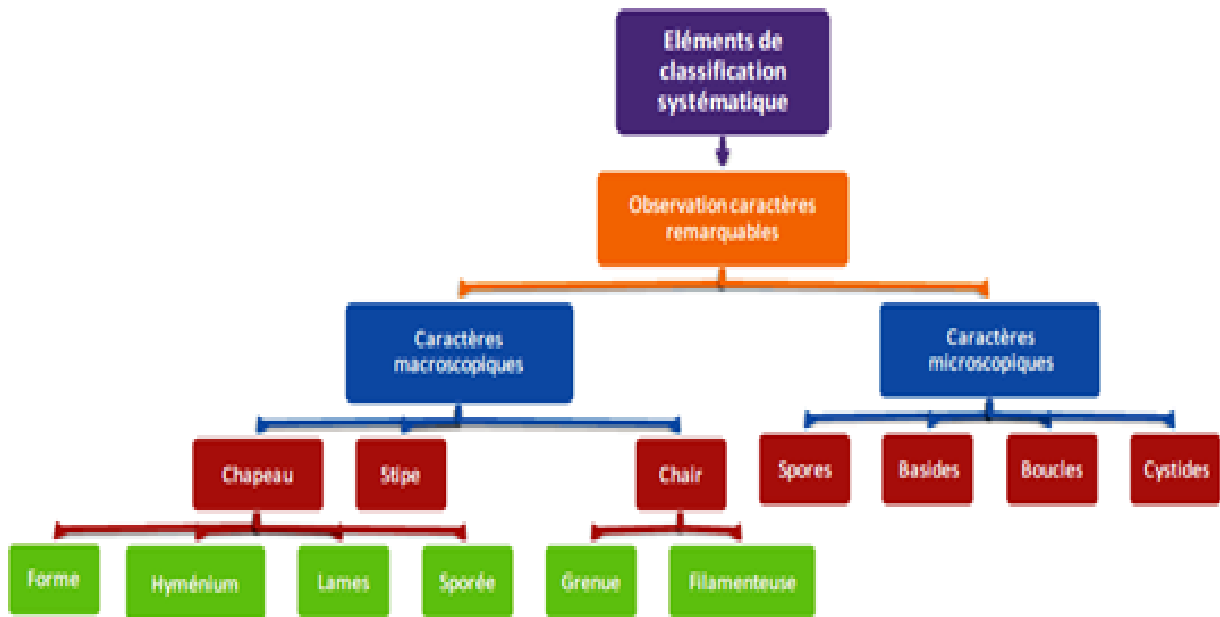 Eléments de
classification
systématique
Observation caractères
remarquables
Caractères
macroscopiques
Caractères
microscopiques
Chapeau
Stipe
Chair
Spores
Basides
Boucles
Cystides
Forme
Hyménium
Lames
Sporée
Grenue
Filamenteuse